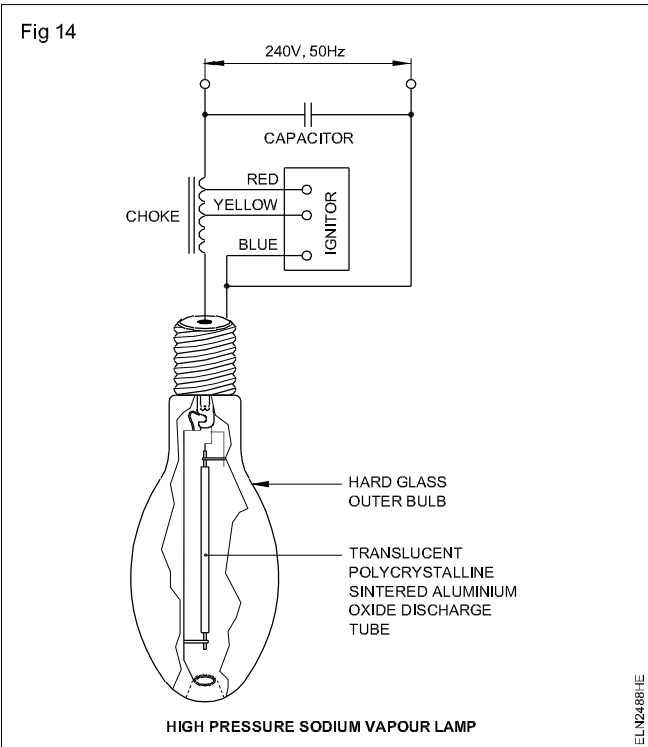 Fig 14
240V, 50Hz
CAPACITOR
RED
YELLOW
CHOKE
BLUE
IGNITOR
HARD GLASS
OUTER BULB
TRANSLUCENT
POLYCRYSTALLINE
SINTERED ALUMINIUM
OXIDE DISCHARGE
TUBE
HIGH PRESSURE SODIUM VAPOUR LAMP
ELN2488HE